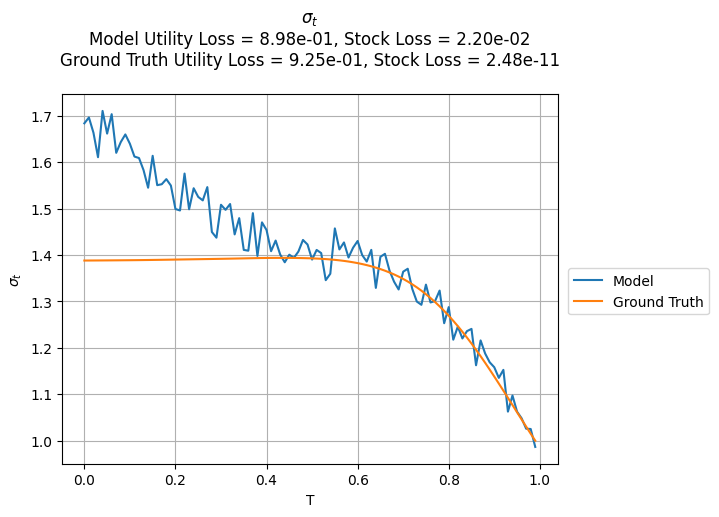 σₜ
Model Utility Loss = 8.98e-01, Stock Loss = 2.20e-02
Ground Truth Utility Loss = 9.25e-01, Stock Loss = 2.48e-11
1.7
1.6
1.5
1.4
1.3
1.2
1.1
1.0
σₜ
0.0 0.2 0.4 0.6 0.8 1.0
T
Model
Ground Truth